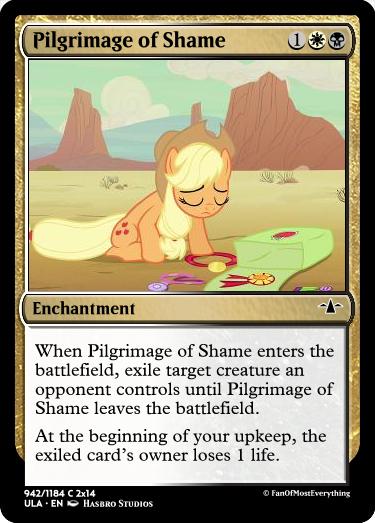 Pilgrimage of Shame 1
Enchantment
When Pilgrimage of Shame enters the
battlefield, exile target creature an
opponent controls until Pilgrimage of
Shame leaves the battlefield.
At the beginning of your upkeep, the
exiled card's owner loses 1 life.
942/1184 C 2x14
ULA • EN Hasbro Studios
© FanOfMostEverything